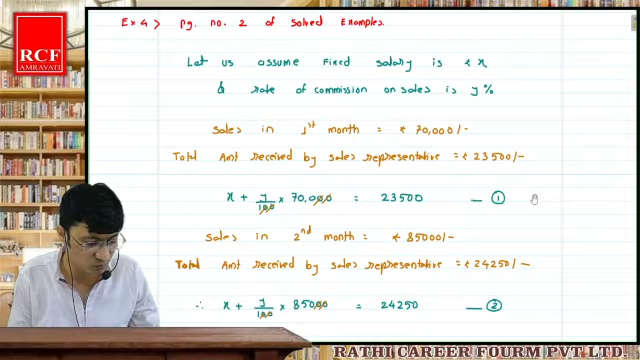 RCF
AMRAVATI
Ex 4> pg. no. 2 of Solved Examples.
Let us assume fixed salary is ₹ x
& rate of commission on sales is y%
Sales in 1st month = ₹ 70,000/-
Total Amt received by sales representative = ₹ 23500/-
x + y/100 × 70,000 = 23500 — ①
Sales in 2nd month = ₹ 85000/-
Total Amt received by sales representative = ₹ 24250/-
∴ x + y/100 × 85000 = 24250 — ②
RATHI CAREER FOURM PVT LTD